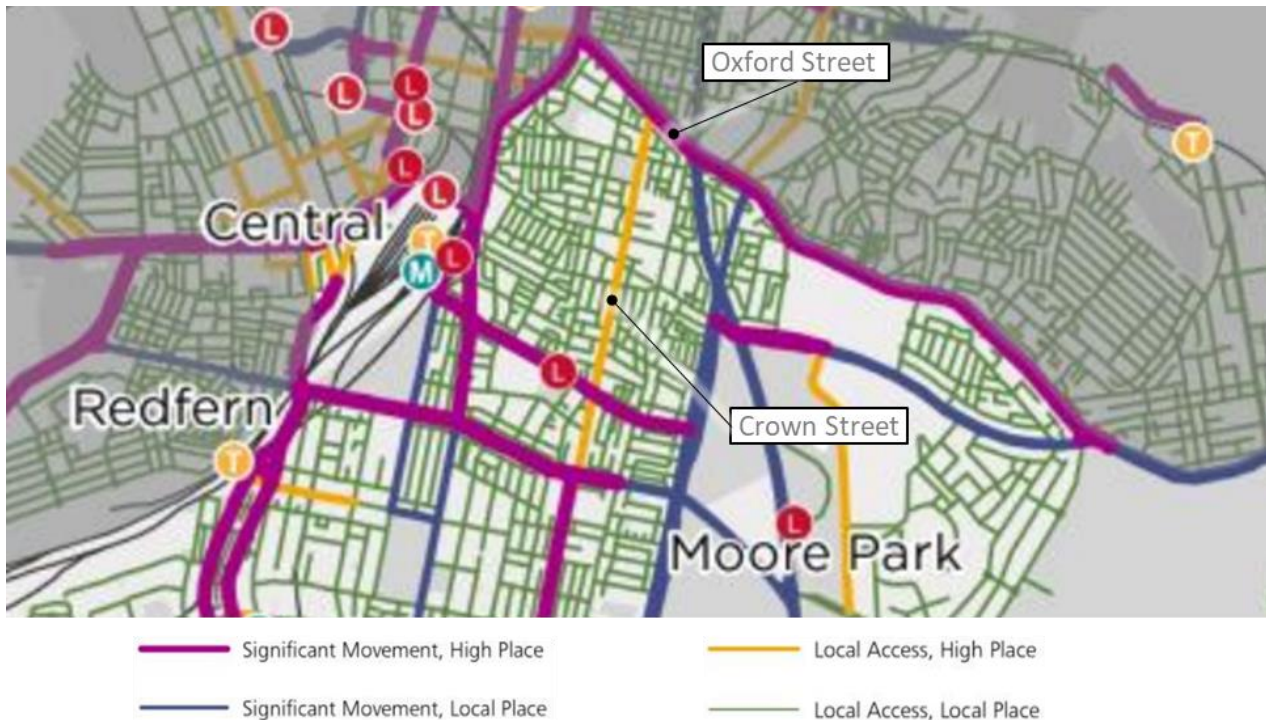 L
Oxford Street
L
L
L
T
L
L
Central
T
L
M
L
Redfern
Crown Street
T
L
Moore Park
Significant Movement, High Place
Local Access, High Place
Significant Movement, Local Place
Local Access, Local Place